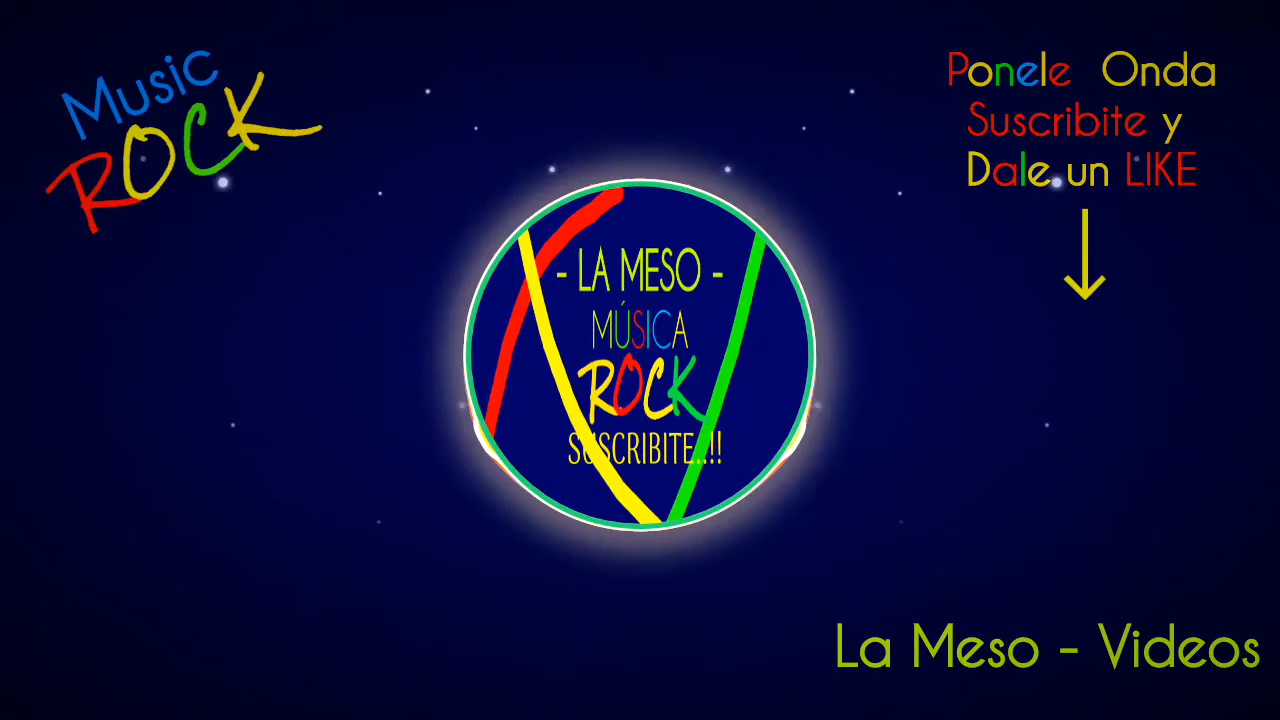 Music
ROCK
Ponele Onda
Suscribite y
Dale un LIKE
- LA MESO -
MÚSICA
ROCK
SUSCRIBITE..!!
La Meso - Videos